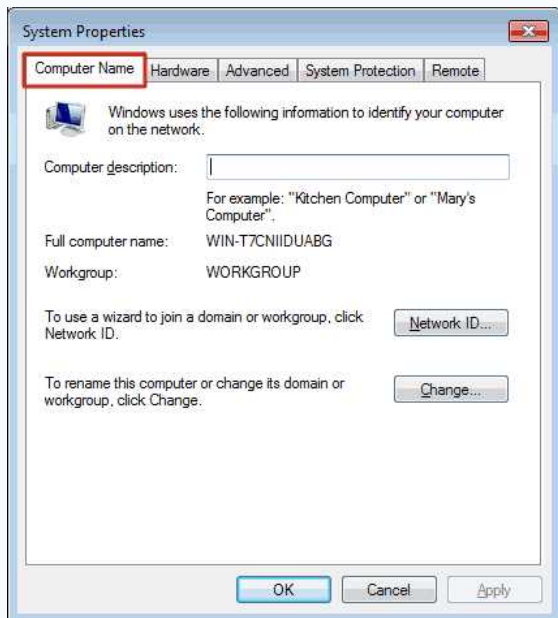 System Properties
Computer Name
Hardware
Advanced
System Protection
Remote
Windows uses the following information to identify your computer
on the network.
Computer description:
For example: "Kitchen Computer" or "Mary's
Computer".
Full computer name:
WIN-T7CNIIDUABG
Workgroup:
WORKGROUP
To use a wizard to join a domain or workgroup, click
Network ID.
Network ID...
To rename this computer or change its domain or
workgroup, click Change.
Change...
OK
Cancel
Apply